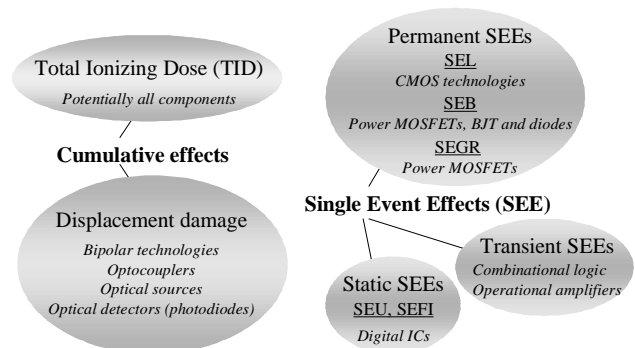 Total Ionizing Dose (TID)
Potentially all components
Cumulative effects
Displacement damage
Bipolar technologies
Optocouplers
Optical sources
Optical detectors (photodiodes)
Permanent SEEs
SEL
CMOS technologies
SEB
Power MOSFETs, BJT and diodes
SEGR
Power MOSFETs
Single Event Effects (SEE)
Static SEEs
SEU, SEFI
Digital ICs
Transient SEEs
Combinational logic
Operational amplifiers